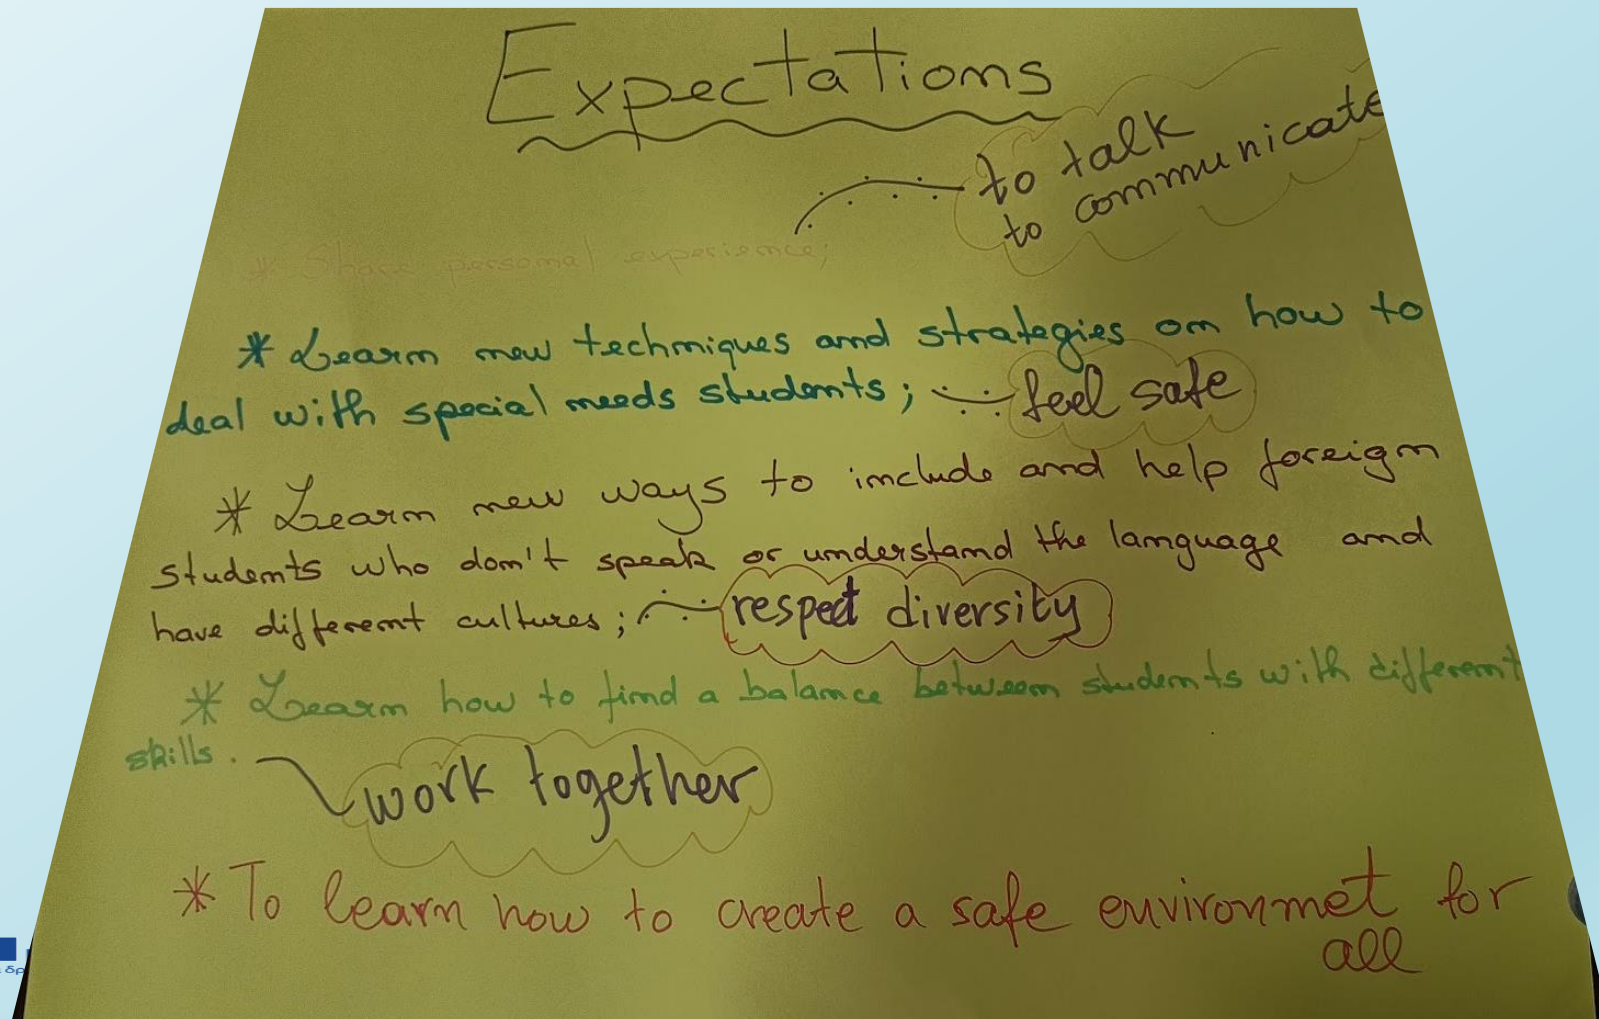 Expectations
to talk
to communicate
* Share personal experience;
* Learn new techniques and strategies on how to
deal with special needs students; feel safe
* Learn new ways to include and help foreign
students who don't speak or understand the language and
have different cultures; respect diversity
* Learn how to find a balance between students with different
skills.
work together
* To learn how to create a safe environmet for
all